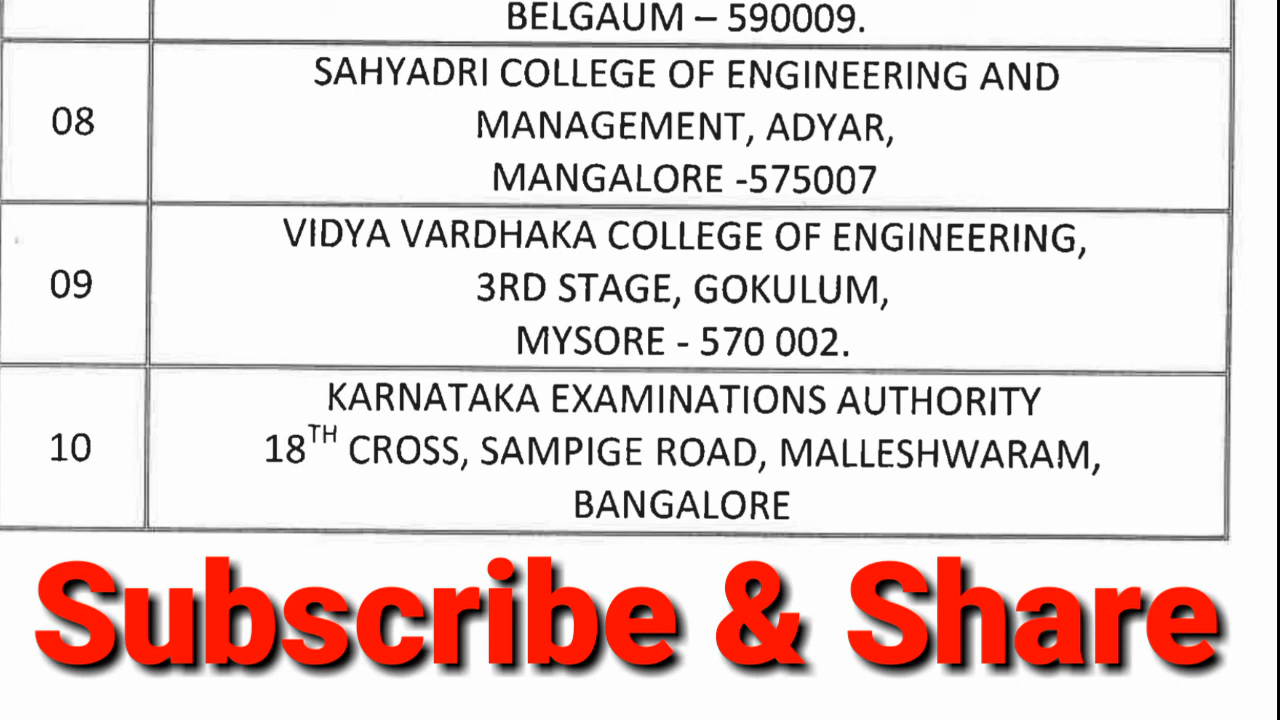 BELGAUM – 590009.
08
SAHYADRI COLLEGE OF ENGINEERING AND
MANAGEMENT, ADYAR,
MANGALORE -575007
09
VIDYA VARDHAKA COLLEGE OF ENGINEERING,
3RD STAGE, GOKULUM,
MYSORE - 570 002.
10
KARNATAKA EXAMINATIONS AUTHORITY
18TH CROSS, SAMPIGE ROAD, MALLESHWARAM,
BANGALORE
Subscribe & Share